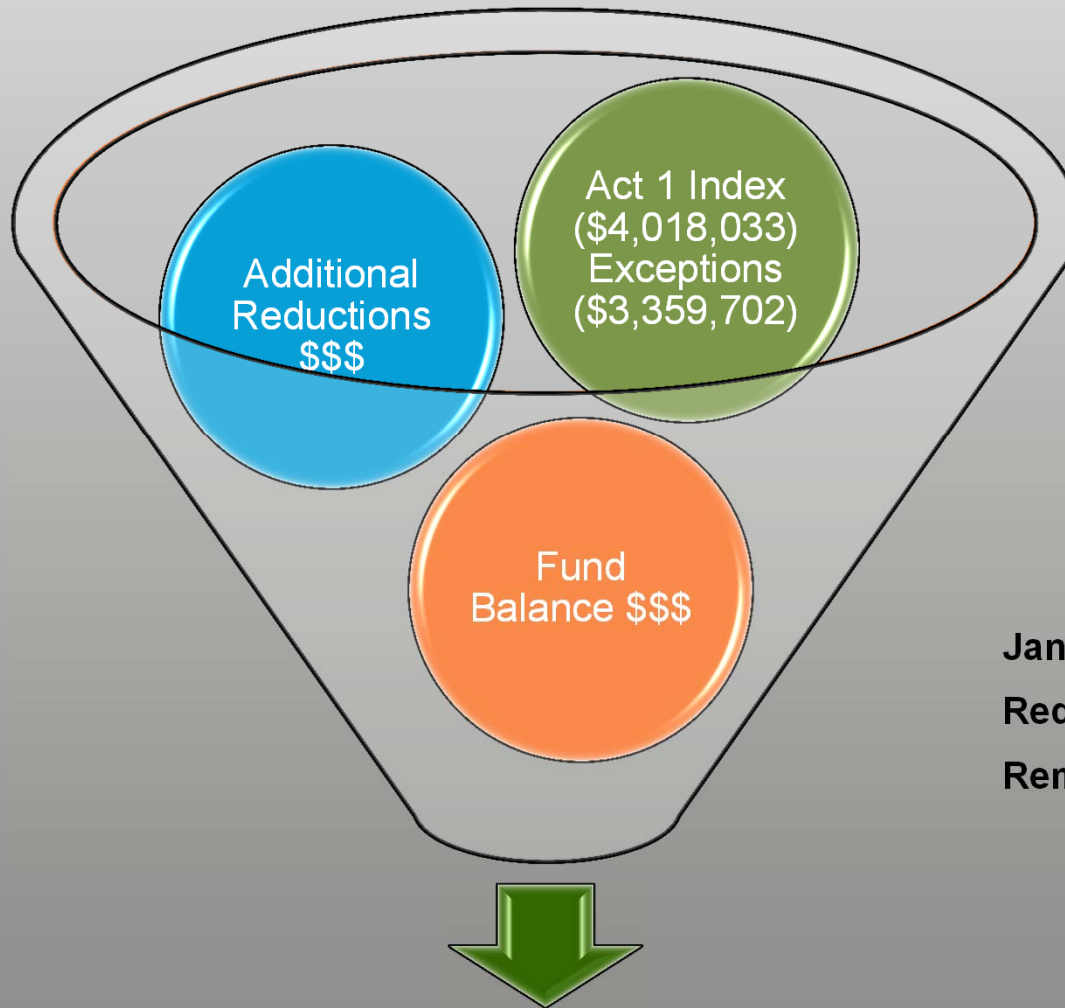 Act 1 Index
($4,018,033)
Exceptions
($3,359,702)
Additional
Reductions
$$$
Fund
Balance $$$